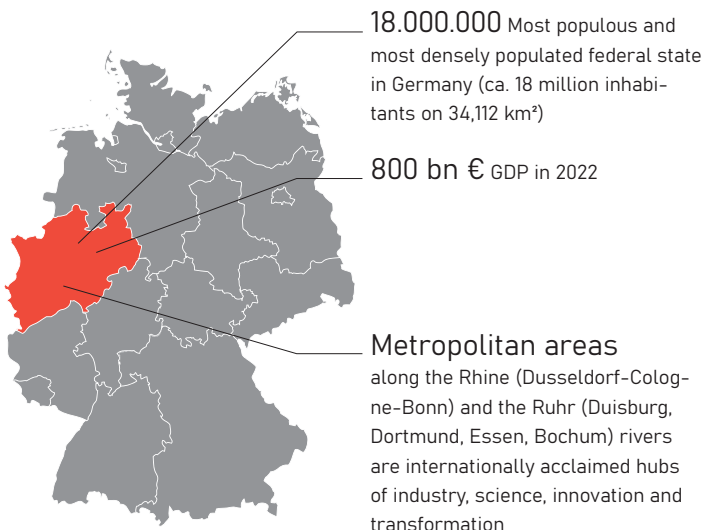 18.000.000 Most populous and
most densely populated federal state
in Germany (ca. 18 million inhabi-
tants on 34,112 km²)
800 bn € GDP in 2022
Metropolitan areas
along the Rhine (Dusseldorf-Colog-
ne-Bonn) and the Ruhr (Duisburg,
Dortmund, Essen, Bochum) rivers
are internationally acclaimed hubs
of industry, science, innovation and
transformation